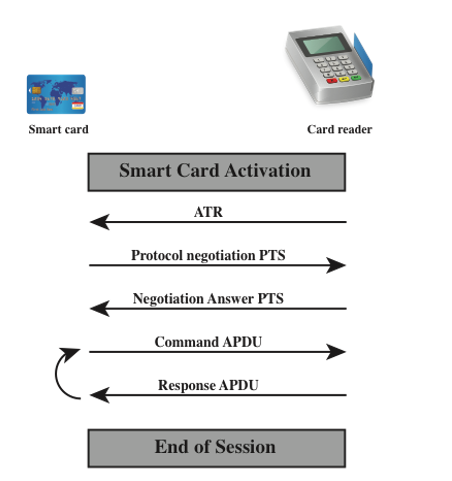 Smart card
Card reader
Smart Card Activation
ATR
Protocol negotiation PTS
Negotiation Answer PTS
Command APDU
Response APDU
End of Session